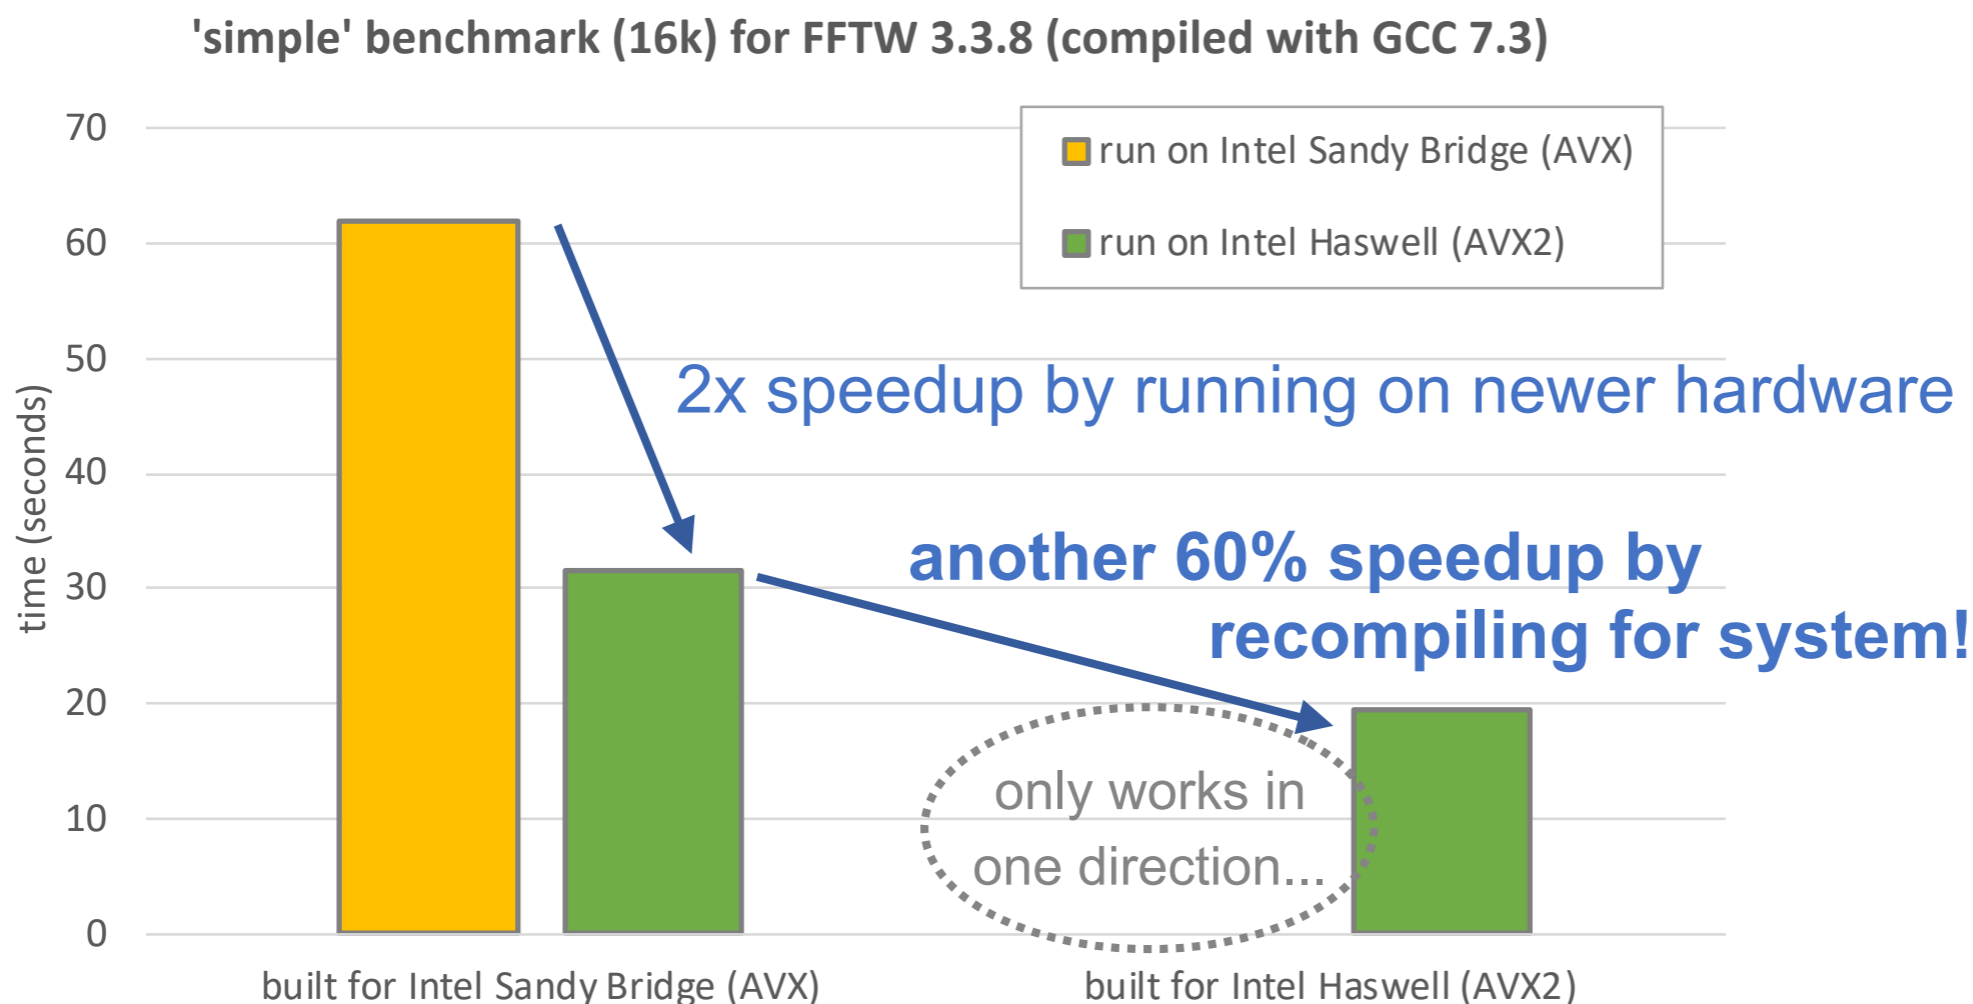 'simple' benchmark (16k) for FFTW 3.3.8 (compiled with GCC 7.3)
run on Intel Sandy Bridge (AVX)
run on Intel Haswell (AVX2)
time (seconds)
70
60
50
40
30
20
10
0
2x speedup by running on newer hardware
another 60% speedup by
recompiling for system!
only works in
one direction...
built for Intel Sandy Bridge (AVX)
built for Intel Haswell (AVX2)